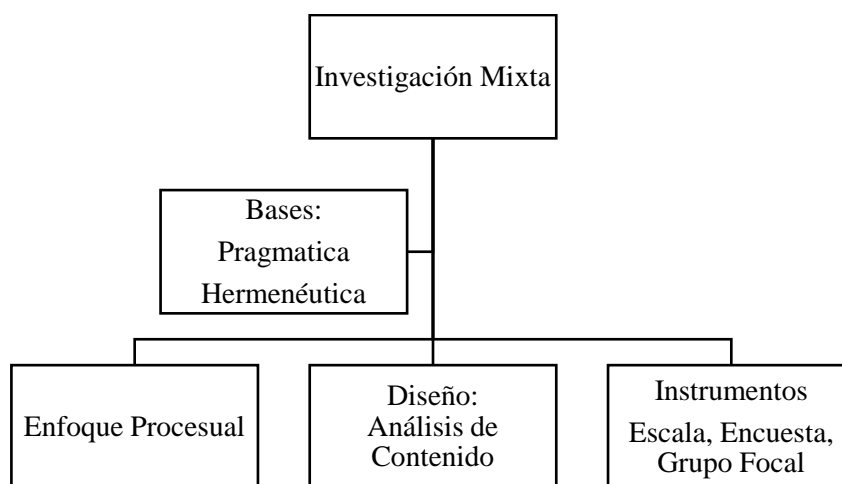 Investigación Mixta
Bases:
Pragmatica
Hermenéutica
Enfoque Procesual
Diseño:
Análisis de
Contenido
Instrumentos
Escala, Encuesta,
Grupo Focal